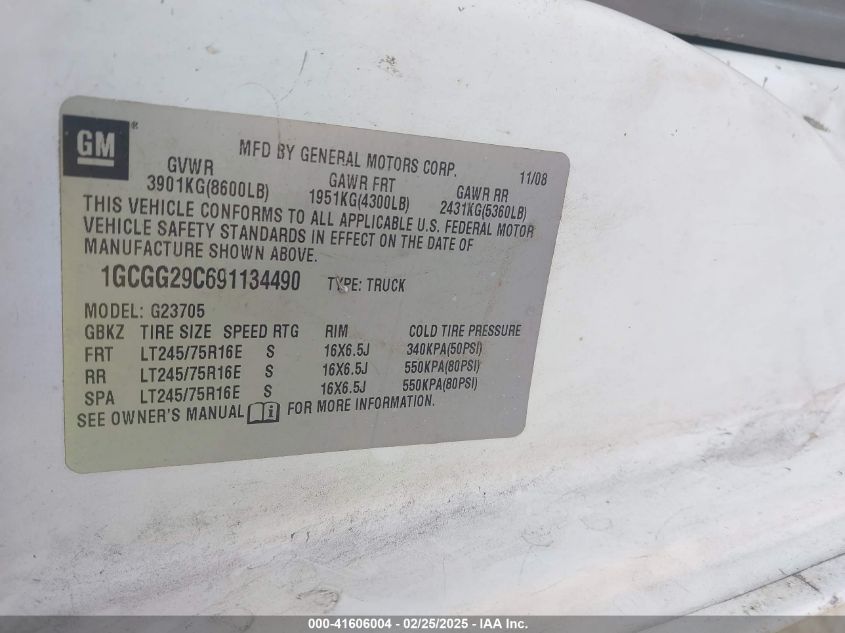 GM®
MFD BY GENERAL MOTORS CORP. 11/08
GVWR GAWR FRT GAWR RR
3901KG(8600LB) 1951KG(4300LB) 2431KG(5360LB)
THIS VEHICLE CONFORMS TO ALL APPLICABLE U.S. FEDERAL MOTOR
VEHICLE SAFETY STANDARDS IN EFFECT ON THE DATE OF
MANUFACTURE SHOWN ABOVE.
1GCGG29C691134490 TYPE: TRUCK
MODEL: G23705
GBKZ TIRE SIZE SPEED RTG RIM COLD TIRE PRESSURE
FRT LT245/75R16E S 16X6.5J 340KPA(50PSI)
RR LT245/75R16E S 16X6.5J 550KPA(80PSI)
SPA LT245/75R16E S 16X6.5J 550KPA(80PSI)
SEE OWNER'S MANUAL i FOR MORE INFORMATION.
000-41606004 - 02/25/2025 - IAA Inc.